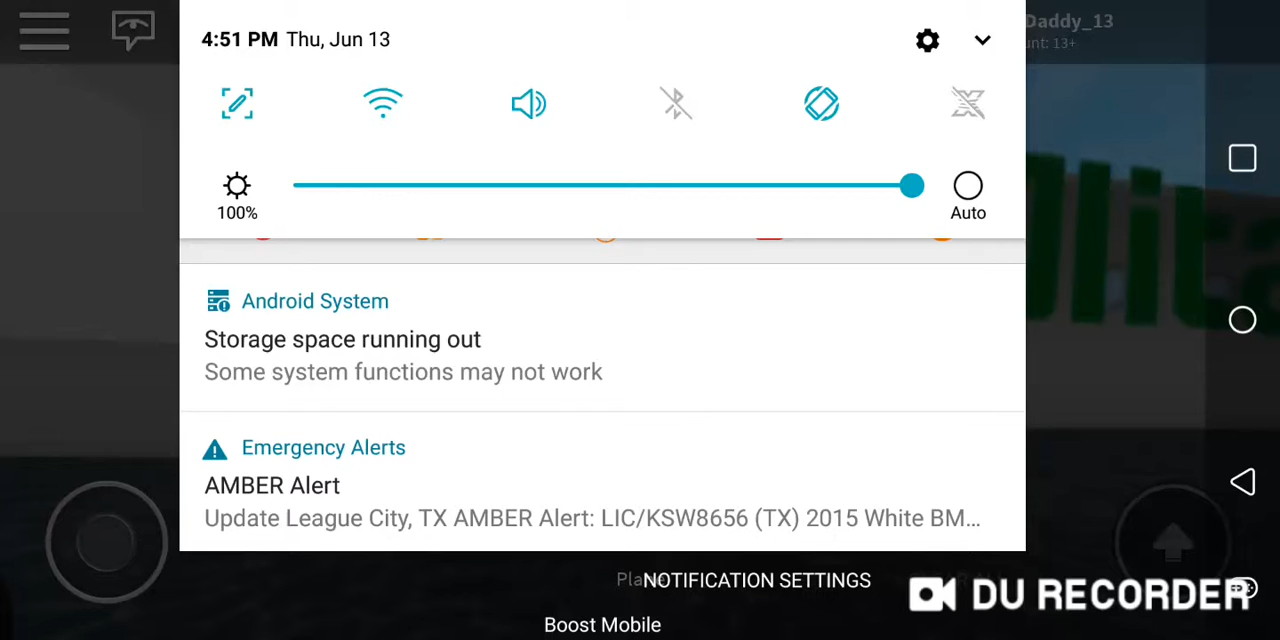 4:51 PM Thu, Jun 13
Daddy_13
unt: 13+
100%
Auto
Android System
Storage space running out
Some system functions may not work
Emergency Alerts
AMBER Alert
Update League City, TX AMBER Alert: LIC/KSW8656 (TX) 2015 White BM...
NOTIFICATION SETTINGS
DU RECORDER
Boost Mobile